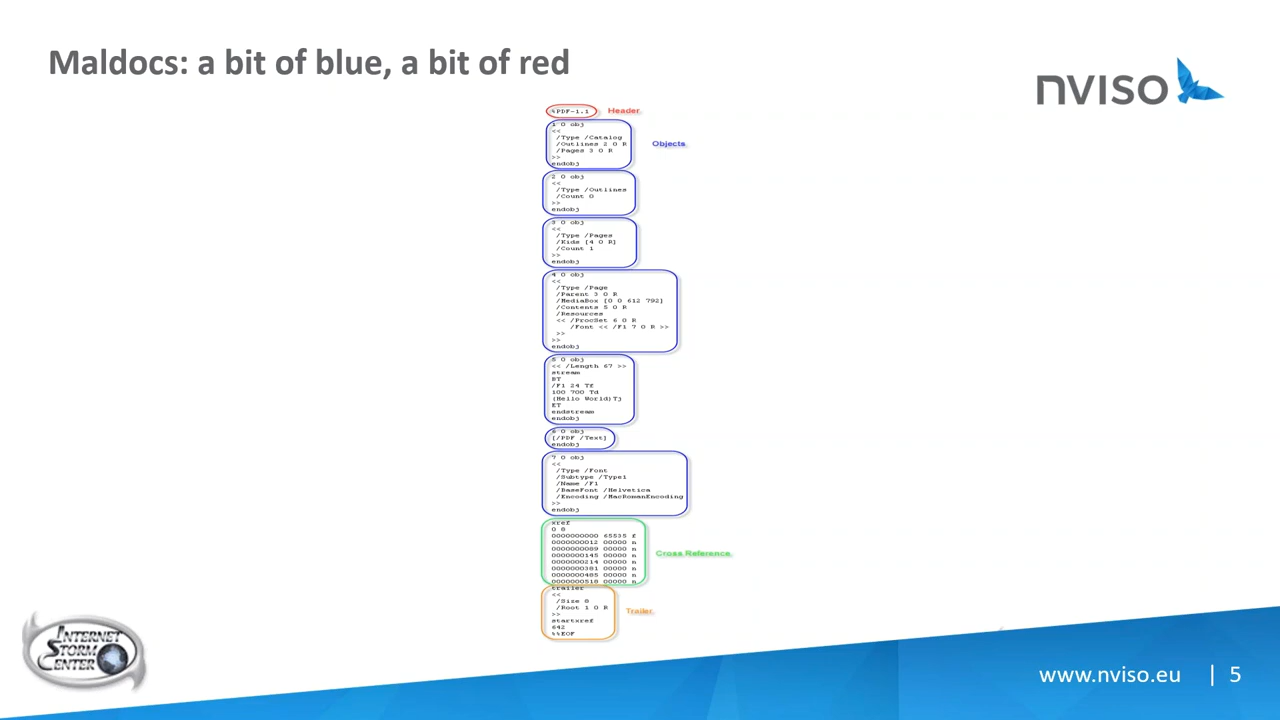 Maldocs: a bit of blue, a bit of red
nviso
%PDF-1.1
Header
1 0 obj
<<
/Type /Catalog
/Outlines 2 0 R
/Pages 3 0 R
>>
endobj
Objects
2 0 obj
<<
/Type /Outlines
/Count 0
>>
endobj
3 0 obj
<<
/Type /Pages
/Kids [4 0 R]
/Count 1
>>
endobj
4 0 obj
<<
/Type /Page
/Parent 3 0 R
/MediaBox [0 0 612 792]
/Contents 5 0 R
/Resources
<< /ProcSet 6 0 R
/Font << /F1 7 0 R >>
>>
>>
endobj
5 0 obj
<< /Length 67 >>
stream
BT
/F1 24 Tf
100 700 Td
(Hello World)Tj
ET
endstream
endobj
6 0 obj
[/PDF /Text]
endobj
7 0 obj
<<
/Type /Font
/Subtype /Type1
/Name /F1
/BaseFont /Helvetica
/Encoding /MacRomanEncoding
>>
endobj
xref
0 8
0000000000 65535 f
0000000012 00000 n
0000000089 00000 n
0000000145 00000 n
0000000214 00000 n
0000000381 00000 n
0000000485 00000 n
0000000518 00000 n
Cross Reference
trailer
<<
/Size 8
/Root 1 0 R
>>
startxref
642
%%EOF
Trailer
INTERNET
STORM
CENTER
www.nviso.eu | 5